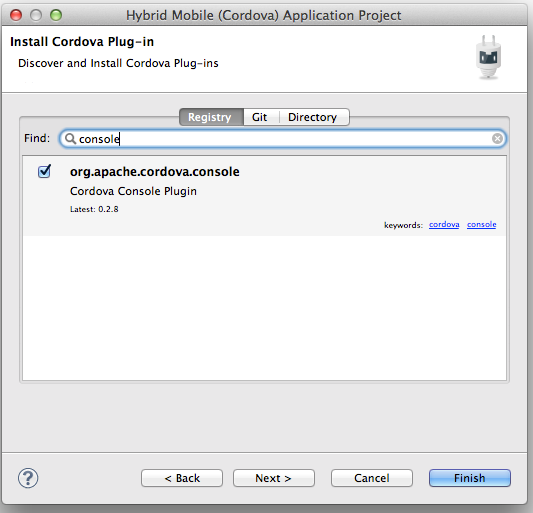 Hybrid Mobile (Cordova) Application Project
Install Cordova Plug-in
Discover and Install Cordova Plug-ins
Registry Git Directory
Find: console
org.apache.cordova.console
Cordova Console Plugin
Latest: 0.2.8
keywords: cordova console
? < Back Next > Cancel Finish